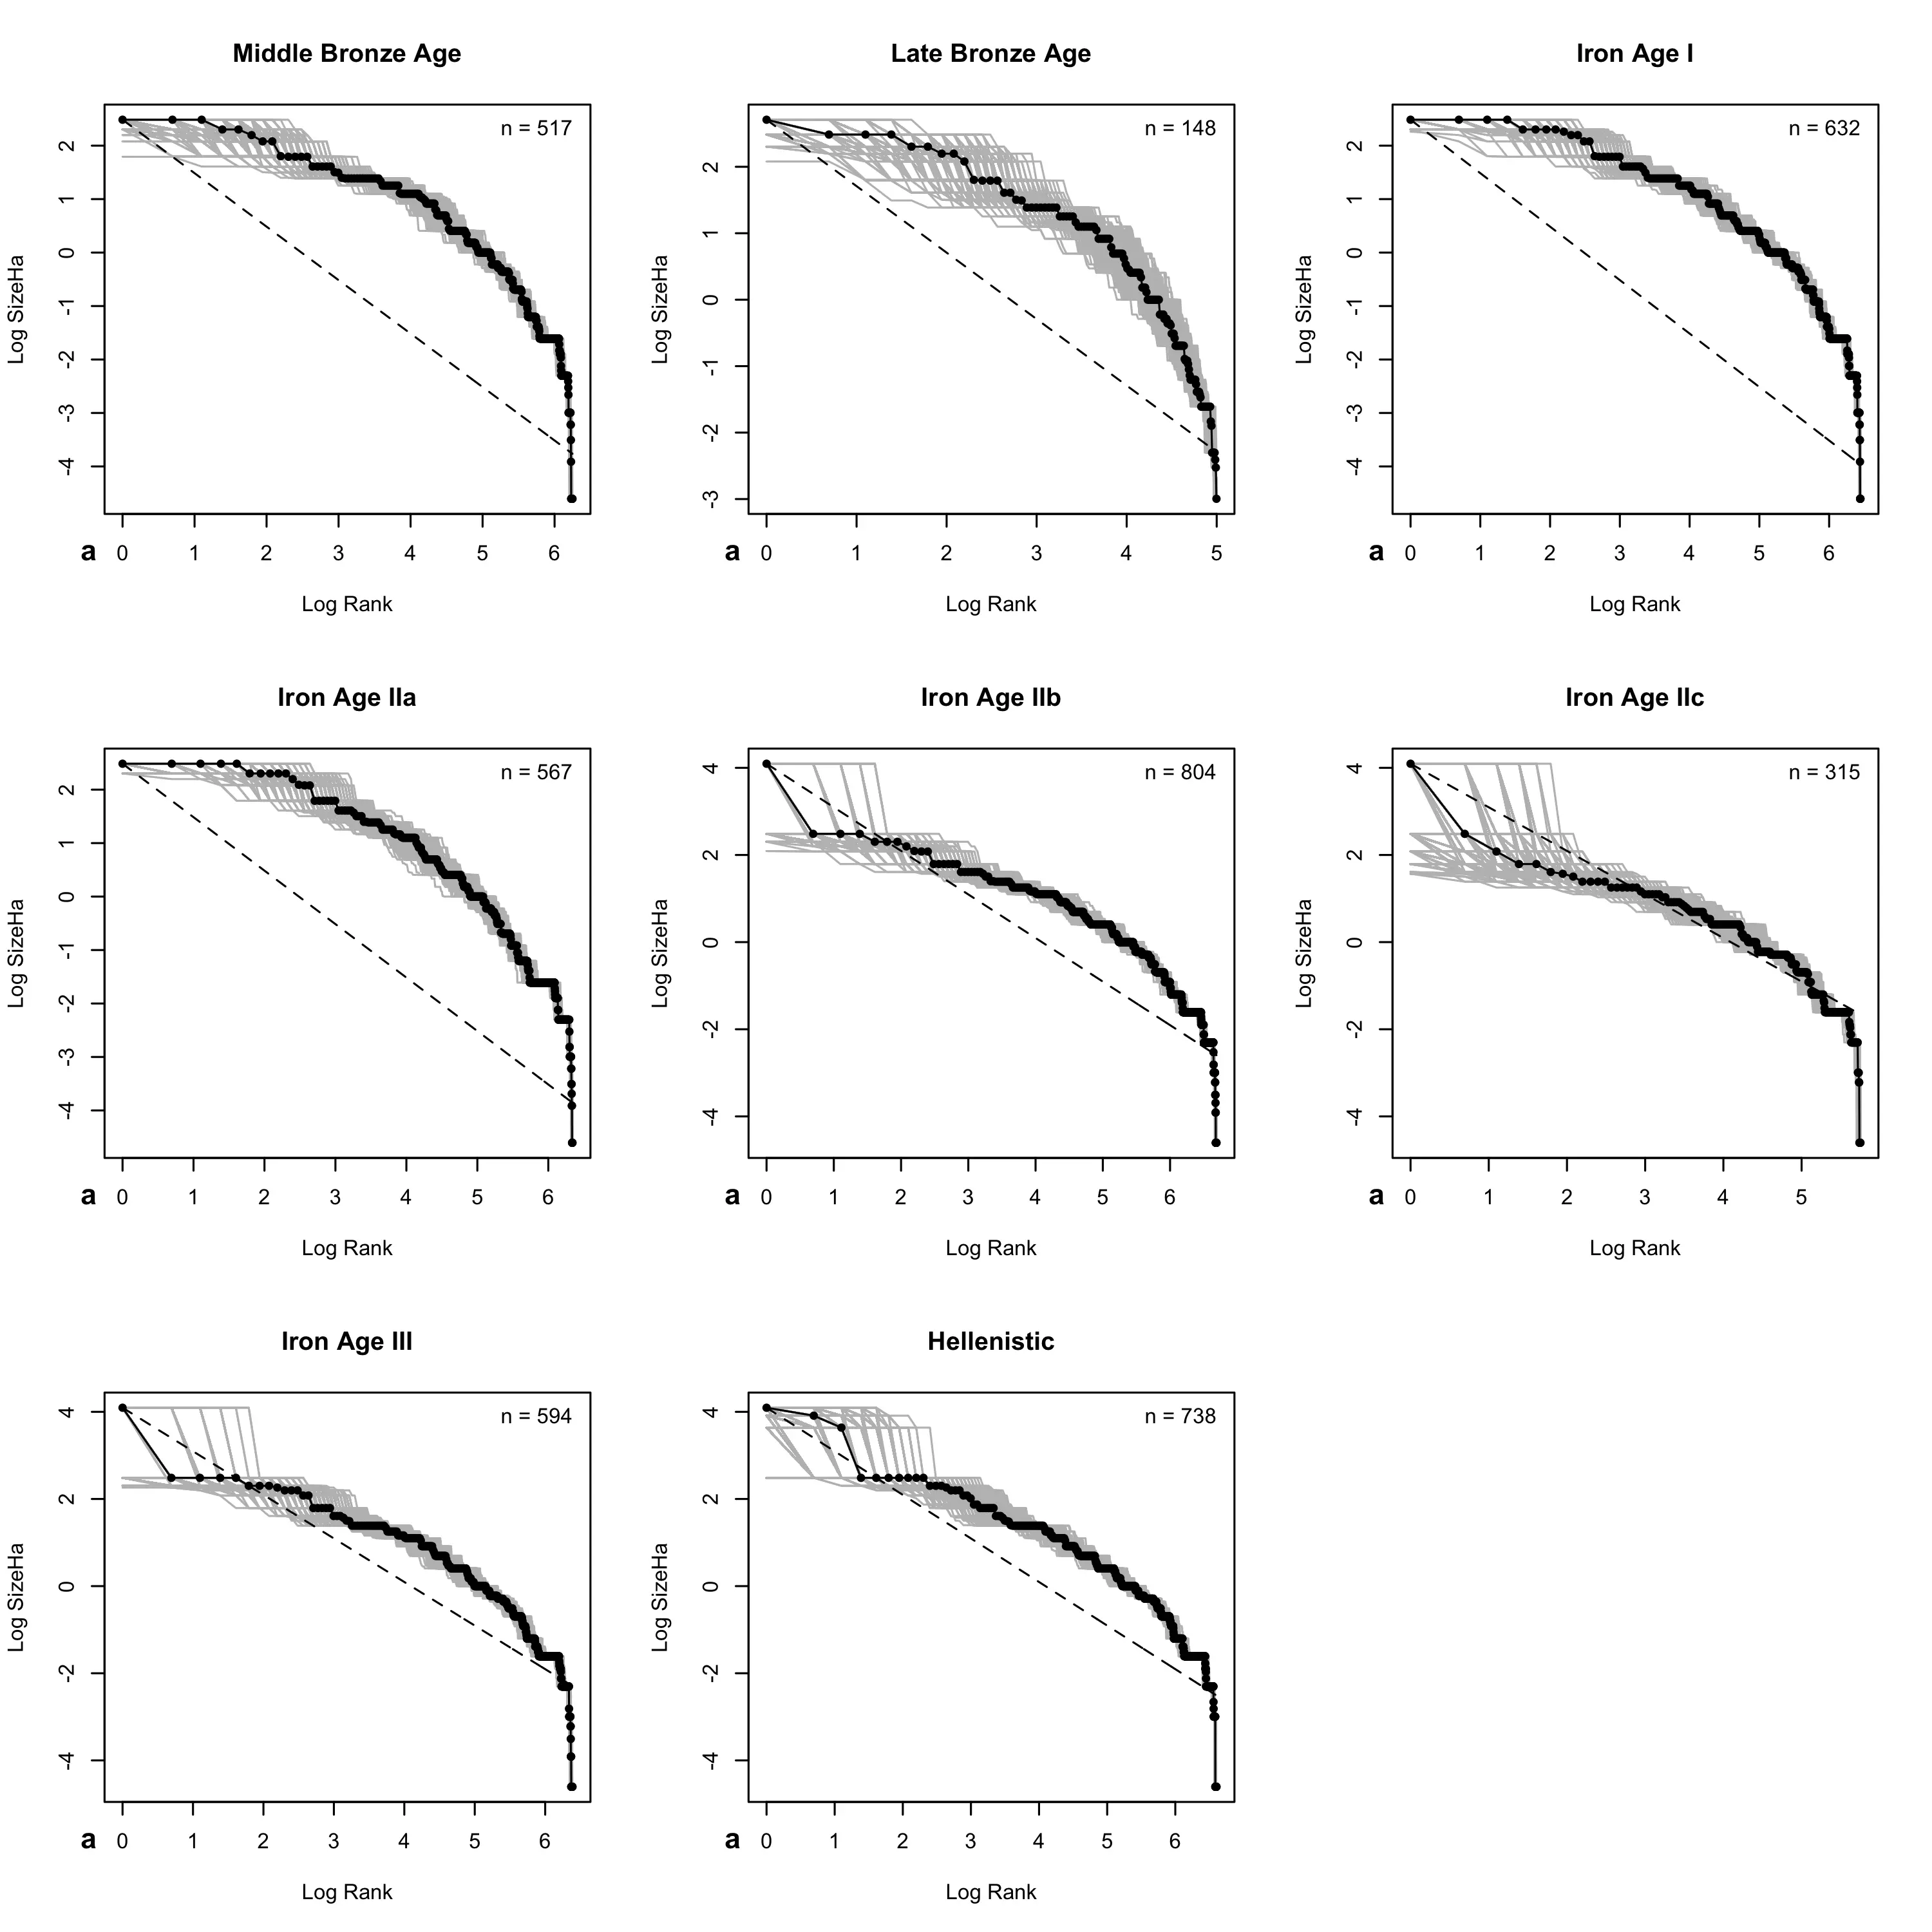 Middle Bronze Age
n = 517
Log SizeHa
2
1
0
-1
-2
-3
-4
a 0 1 2 3 4 5 6
Log Rank
Late Bronze Age
n = 148
Log SizeHa
2
1
0
-1
-2
-3
a 0 1 2 3 4 5
Log Rank
Iron Age I
n = 632
Log SizeHa
2
1
0
-1
-2
-3
-4
a 0 1 2 3 4 5 6
Log Rank
Iron Age IIa
n = 567
Log SizeHa
2
1
0
-1
-2
-3
-4
a 0 1 2 3 4 5 6
Log Rank
Iron Age IIb
n = 804
Log SizeHa
4
2
0
-2
-4
a 0 1 2 3 4 5 6
Log Rank
Iron Age IIc
n = 315
Log SizeHa
4
2
0
-2
-4
a 0 1 2 3 4 5
Log Rank
Iron Age III
n = 594
Log SizeHa
4
2
0
-2
-4
a 0 1 2 3 4 5 6
Log Rank
Hellenistic
n = 738
Log SizeHa
4
2
0
-2
-4
a 0 1 2 3 4 5 6
Log Rank